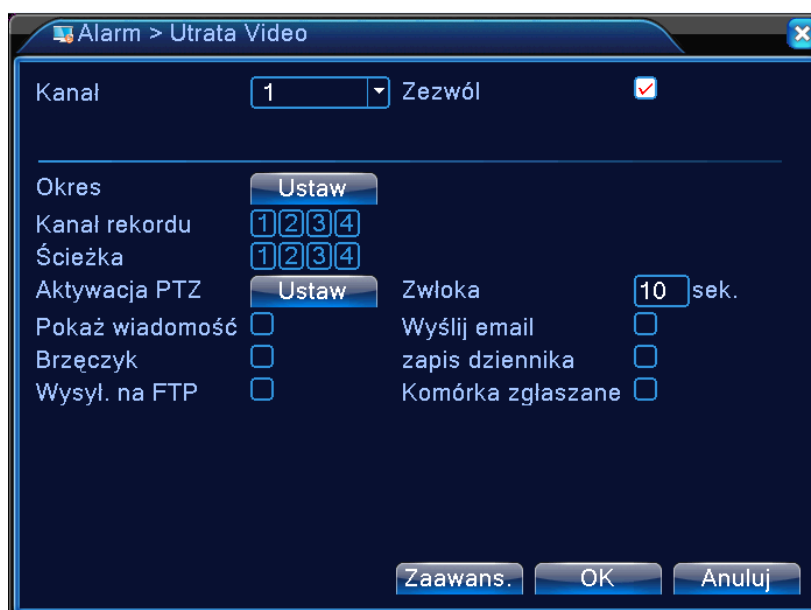 Alarm > Utrata Video
Kanał 1 Zezwól
Okres Ustaw
Kanał rekordu 1 2 3 4
Ścieżka 1 2 3 4
Aktywacja PTZ Ustaw Zwłoka 10 sek.
Pokaż wiadomość Wyślij email
Brzęczyk zapis dziennika
Wysył. na FTP Komórka zgłaszane
Zaawans. OK Anuluj